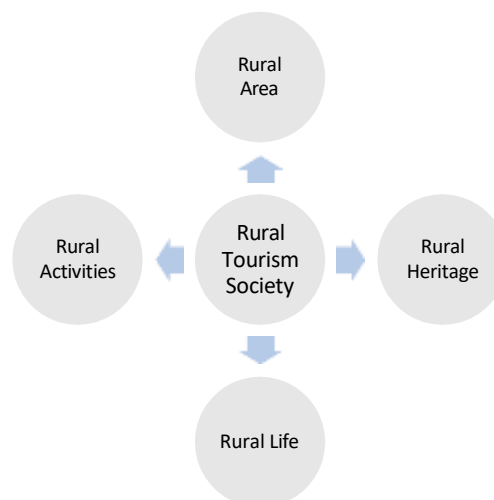 Rural
Area
Rural
Activities
Rural
Tourism
Society
Rural
Heritage
Rural Life